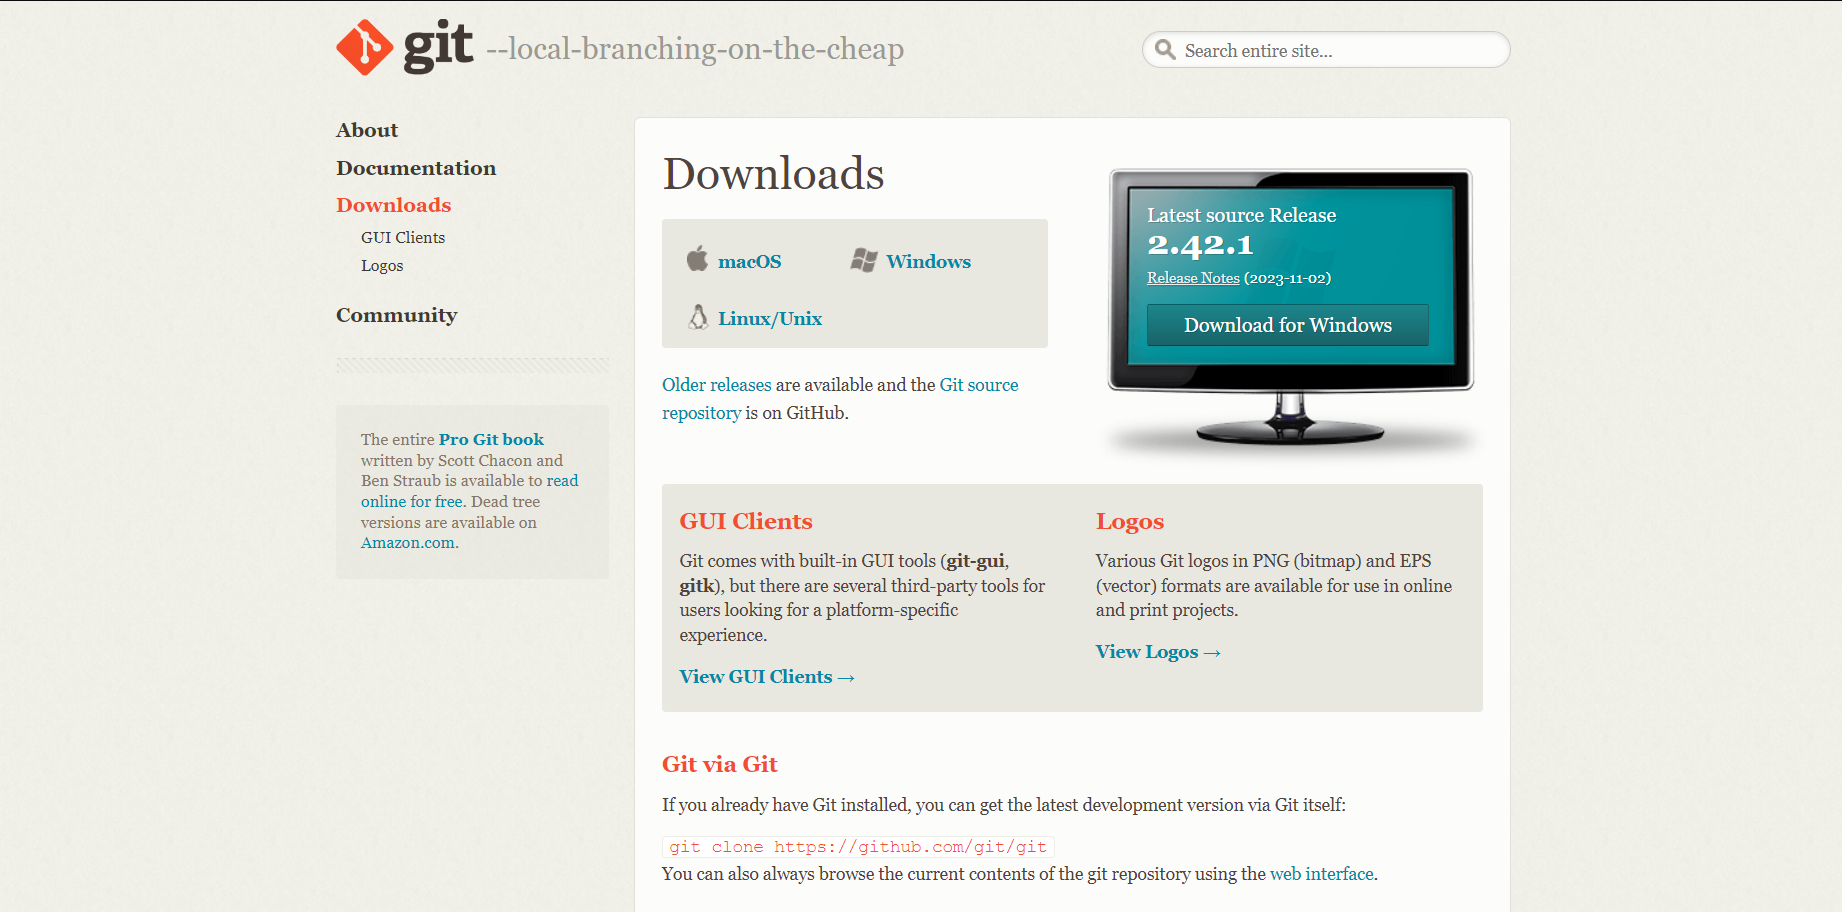 git --local-branching-on-the-cheap
Search entire site...
About
Documentation
Downloads
GUI Clients
Logos
Community
The entire Pro Git book
written by Scott Chacon and
Ben Straub is available to read
online for free. Dead tree
versions are available on
Amazon.com.
Downloads
macOS
Windows
Linux/Unix
Older releases are available and the Git source
repository is on GitHub.
Latest source Release
2.42.1
Release Notes (2023-11-02)
Download for Windows
GUI Clients
Git comes with built-in GUI tools (git-gui,
gitk), but there are several third-party tools for
users looking for a platform-specific
experience.
View GUI Clients →
Logos
Various Git logos in PNG (bitmap) and EPS
(vector) formats are available for use in online
and print projects.
View Logos →
Git via Git
If you already have Git installed, you can get the latest development version via Git itself:
git clone https://github.com/git/git
You can also always browse the current contents of the git repository using the web interface.